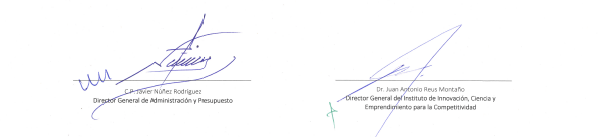 C.P. Javier Núñez Rodríguez
Director General de Administración y Presupuesto
Dr. Juan Antonio Reus Montaño
Director General del Instituto de Innovación, Ciencia y
Emprendimiento para la Competitividad